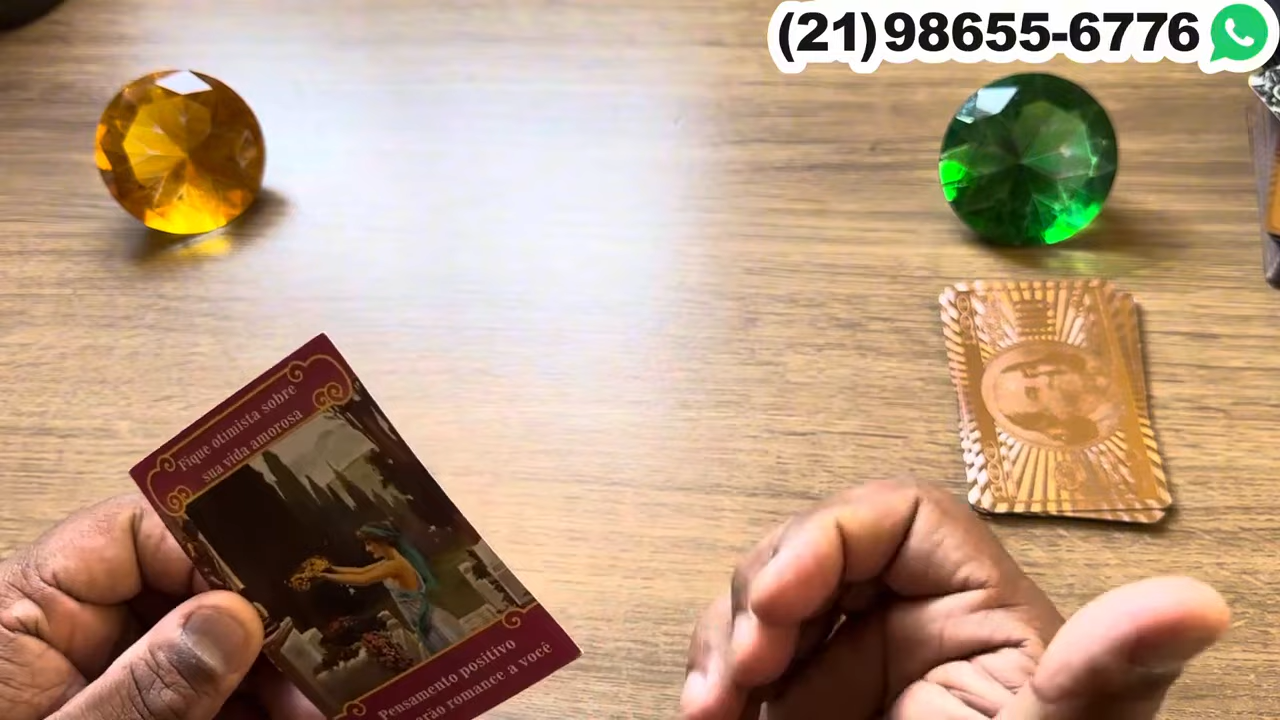 (21)98655-6776
Fique otimista sobre
sua vida amorosa
Pensamento positivo
romance a você